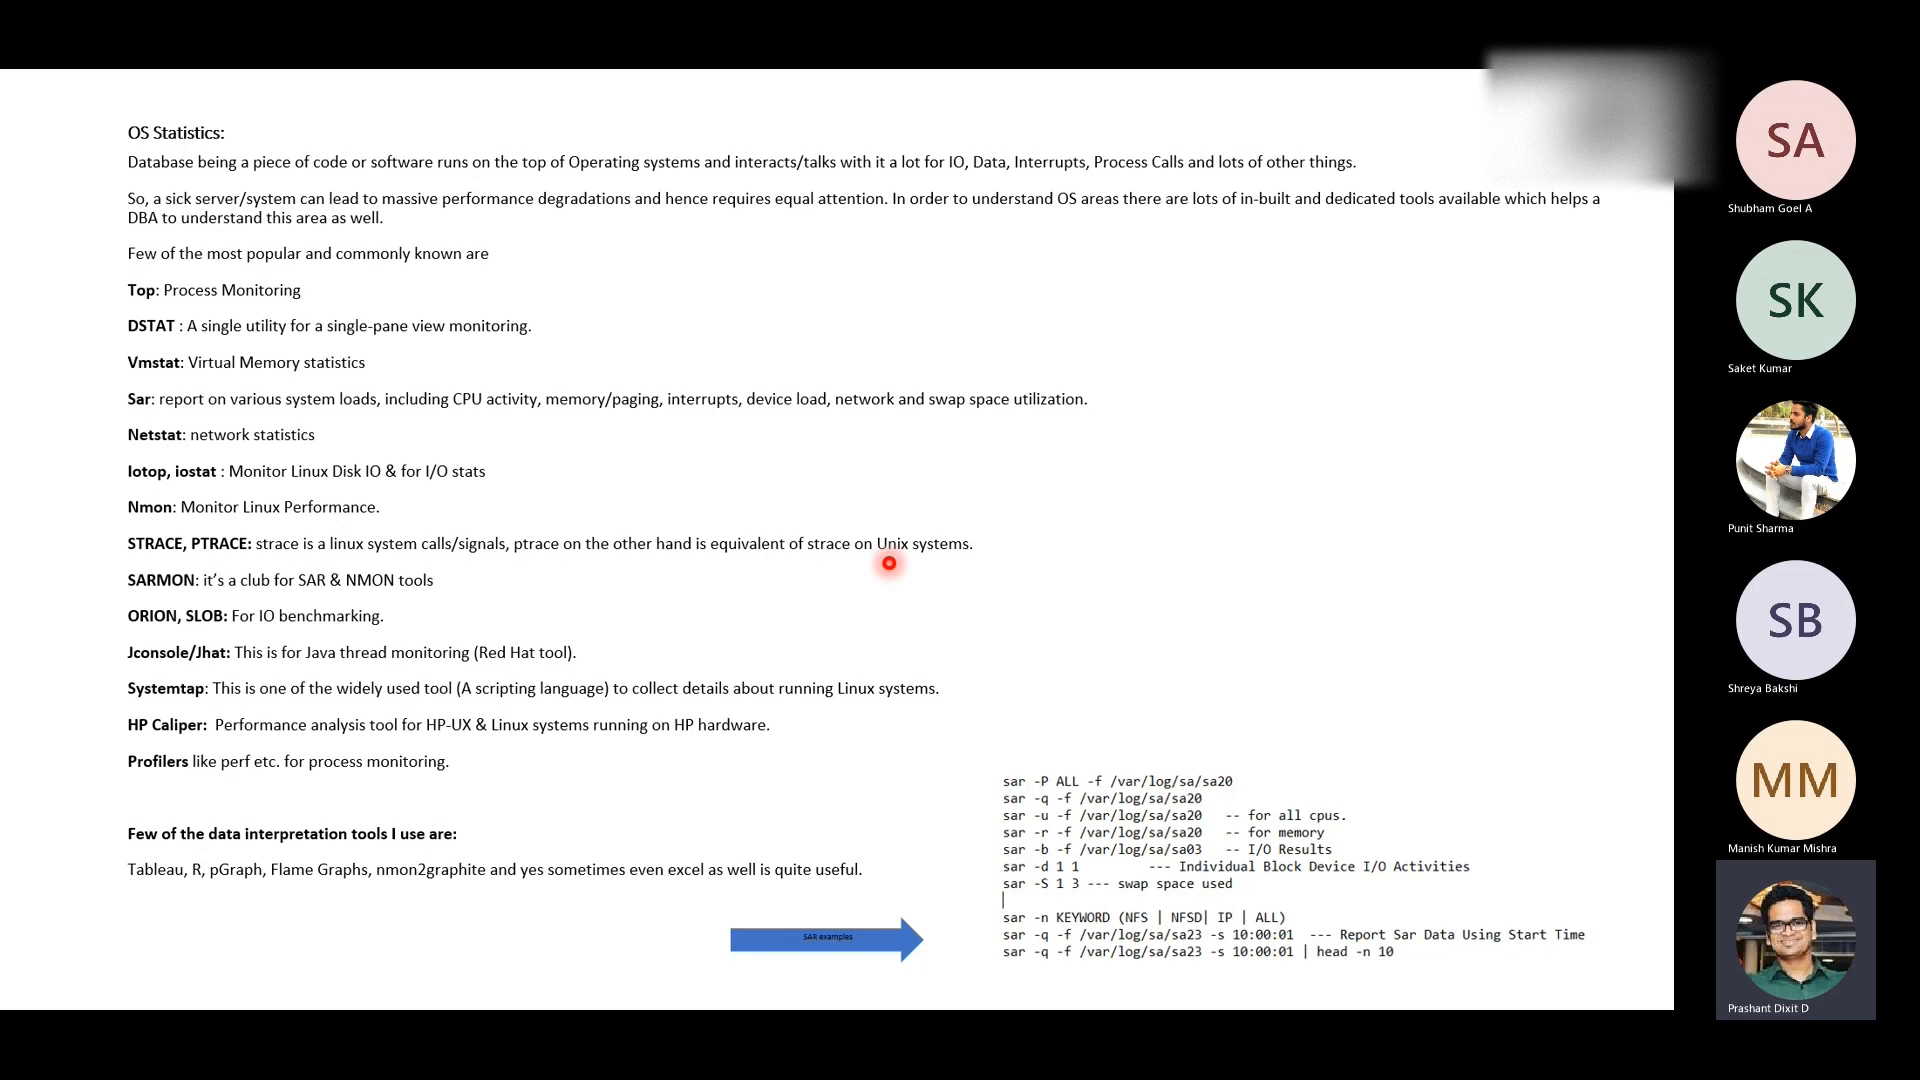 OS Statistics:
Database being a piece of code or software runs on the top of Operating systems and interacts/talks with it a lot for IO, Data, Interrupts, Process Calls and lots of other things.
So, a sick server/system can lead to massive performance degradations and hence requires equal attention. In order to understand OS areas there are lots of in-built and dedicated tools available which helps a
DBA to understand this area as well.
Few of the most popular and commonly known are
Top: Process Monitoring
DSTAT : A single utility for a single-pane view monitoring.
Vmstat: Virtual Memory statistics
Sar: report on various system loads, including CPU activity, memory/paging, interrupts, device load, network and swap space utilization.
Netstat: network statistics
Iotop, iostat : Monitor Linux Disk IO & for I/O stats
Nmon: Monitor Linux Performance.
STRACE, PTRACE: strace is a linux system calls/signals, ptrace on the other hand is equivalent of strace on Unix systems.
SARMON: it’s a club for SAR & NMON tools
ORION, SLOB: For IO benchmarking.
Jconsole/Jhat: This is for Java thread monitoring (Red Hat tool).
Systemtap: This is one of the widely used tool (A scripting language) to collect details about running Linux systems.
HP Caliper:  Performance analysis tool for HP-UX & Linux systems running on HP hardware.
Profilers like perf etc. for process monitoring.
Few of the data interpretation tools I use are:
Tableau, R, pGraph, Flame Graphs, nmon2graphite and yes sometimes even excel as well is quite useful.
SAR examples
sar -P ALL -f /var/log/sa/sa20
sar -q -f /var/log/sa/sa20
sar -u -f /var/log/sa/sa20   -- for all cpus.
sar -r -f /var/log/sa/sa20   -- for memory
sar -b -f /var/log/sa/sa03   -- I/O Results
sar -d 1 1         --- Individual Block Device I/O Activities
sar -S 1 3 --- swap space used
sar -n KEYWORD (NFS | NFSD| IP | ALL)
sar -q -f /var/log/sa/sa23 -s 10:00:01  --- Report Sar Data Using Start Time
sar -q -f /var/log/sa/sa23 -s 10:00:01 | head -n 10
SA
Shubham Goel A
SK
Saket Kumar
Punit Sharma
SB
Shreya Bakshi
MM
Manish Kumar Mishra
Prashant Dixit D